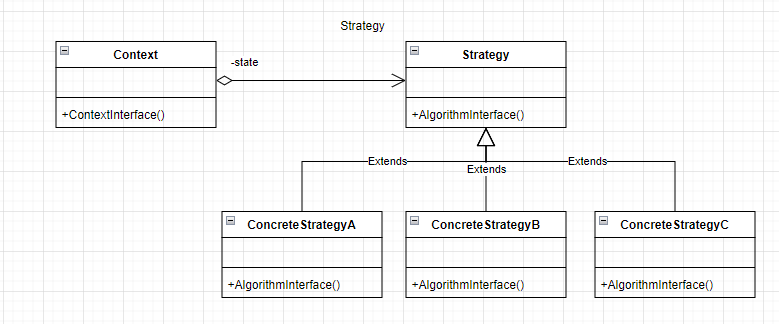 Strategy
Context
-state
Strategy
+ContextInterface()
+AlgorithmInterface()
Extends
Extends
Extends
ConcreteStrategyA
ConcreteStrategyB
ConcreteStrategyC
+AlgorithmInterface()
+AlgorithmInterface()
+AlgorithmInterface()